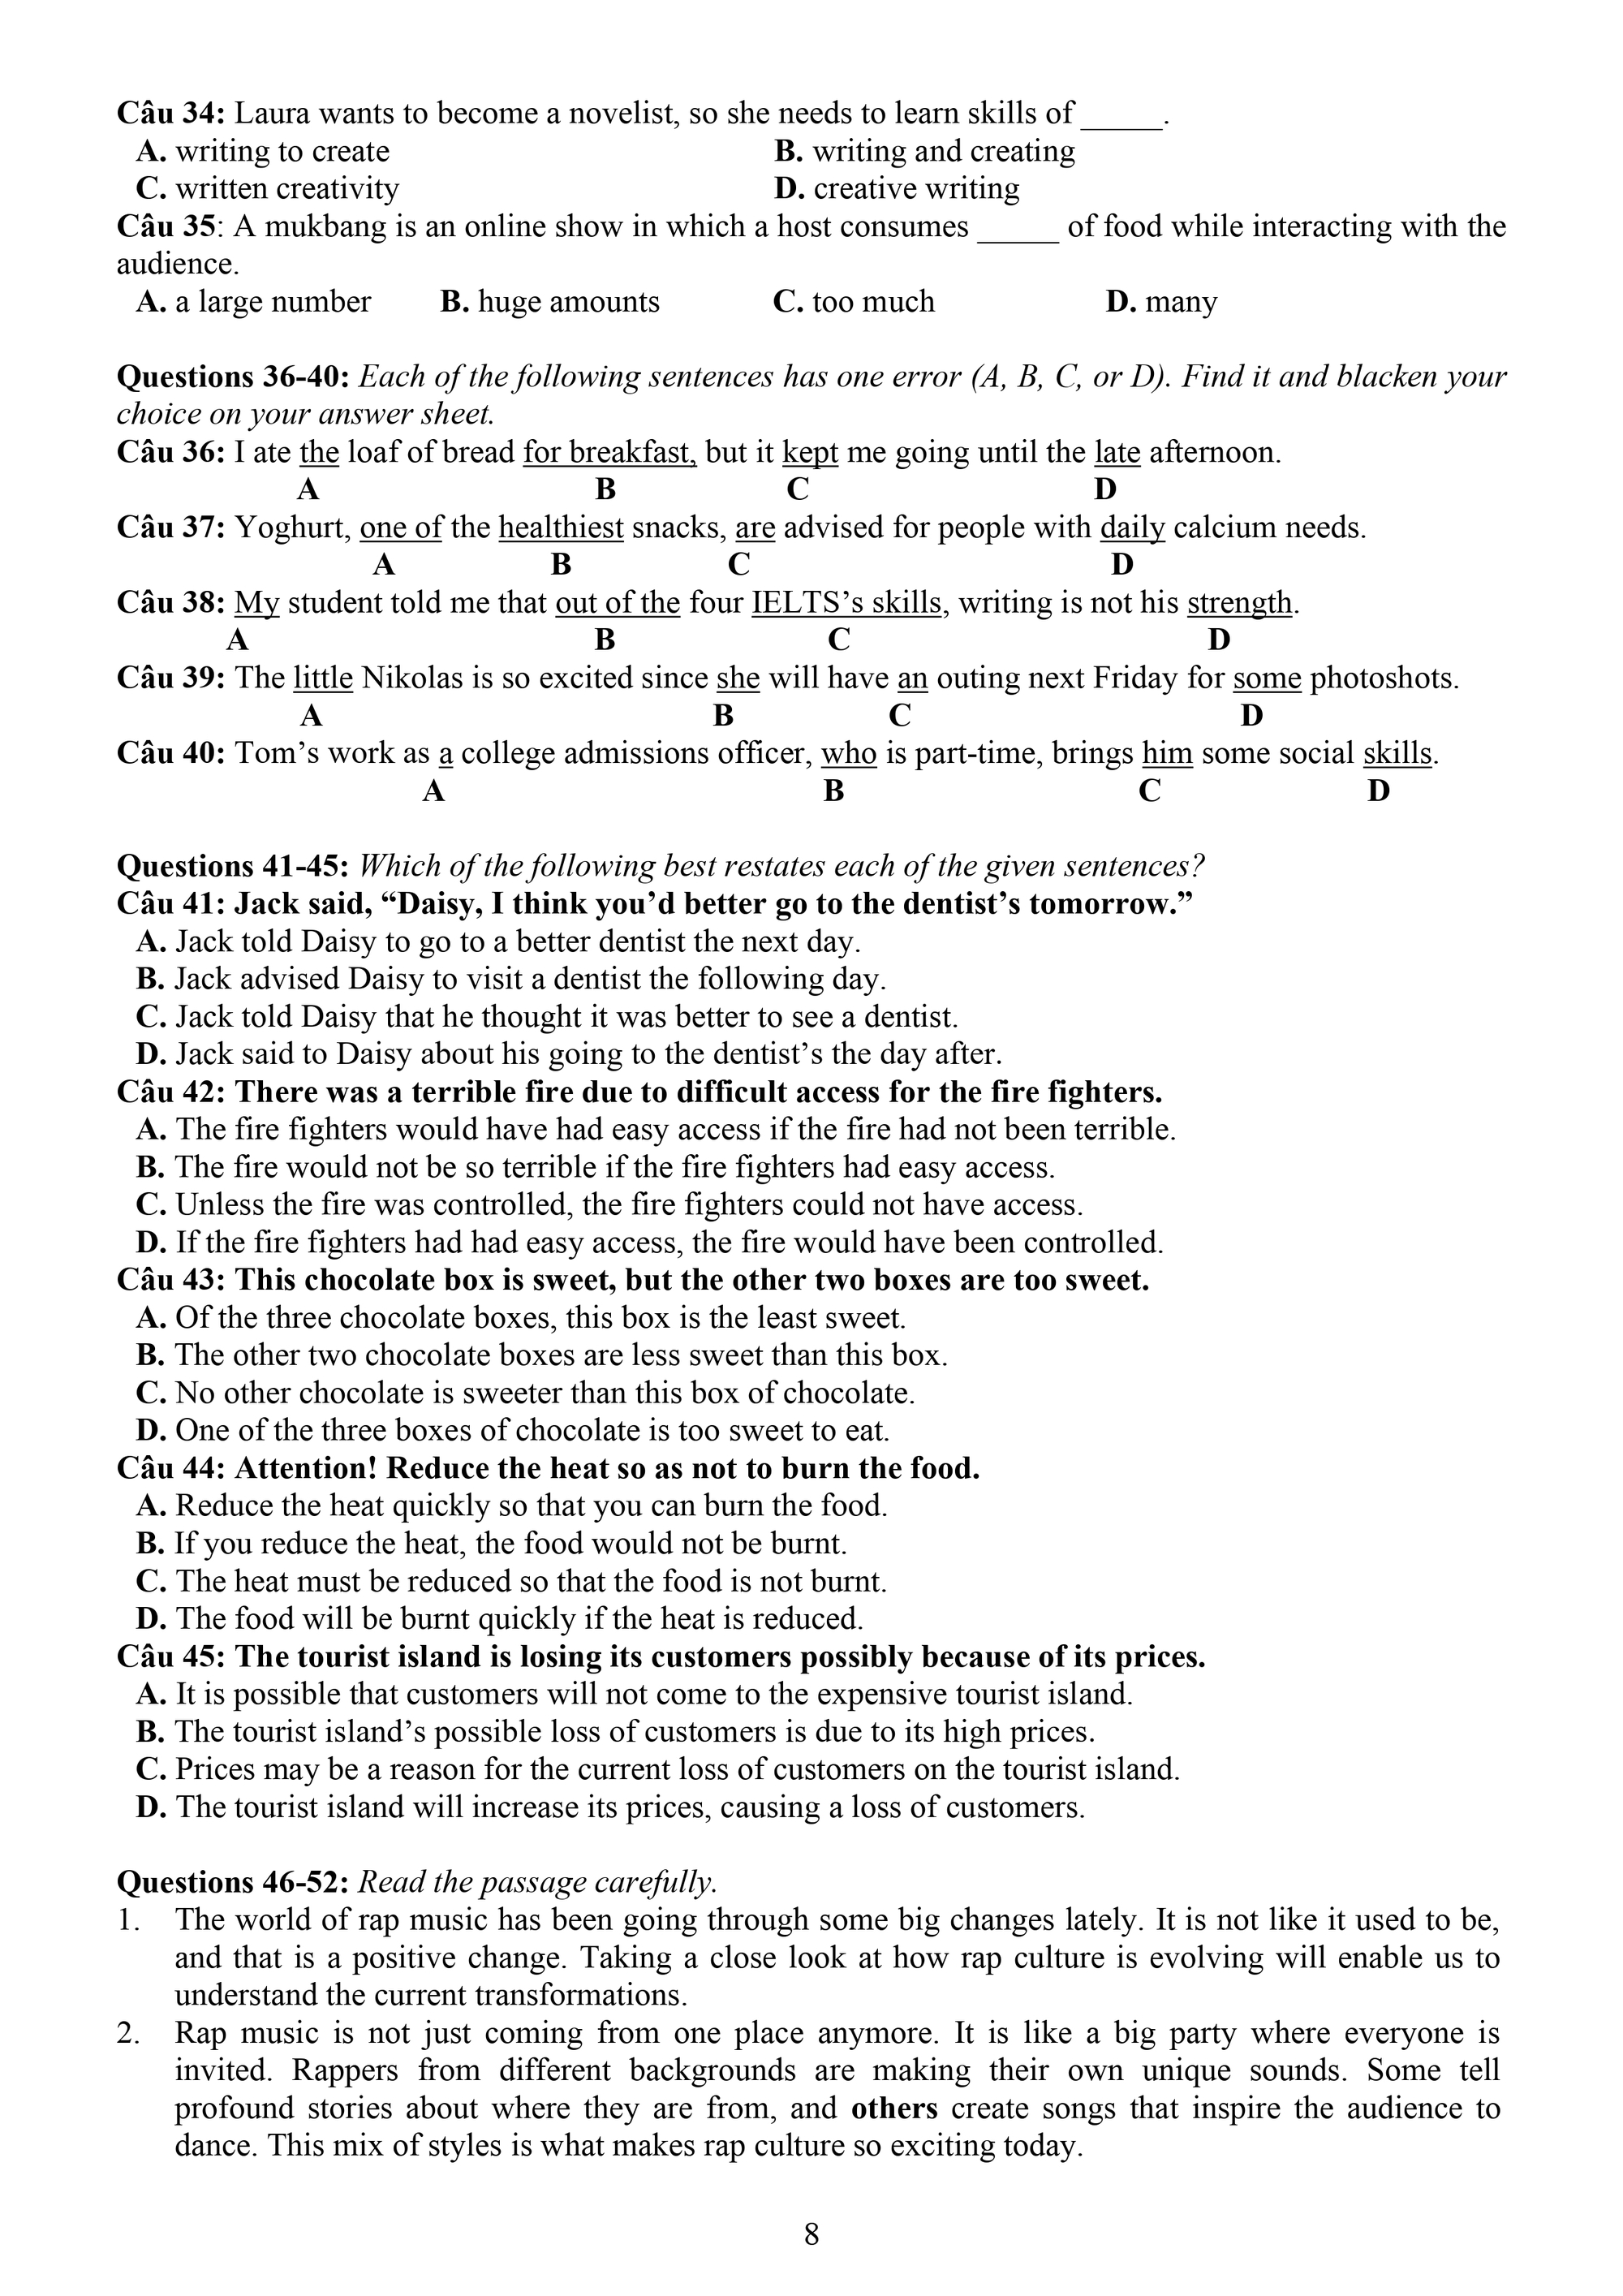 Câu 34: Laura wants to become a novelist, so she needs to learn skills of _____.
A. writing to create B. writing and creating
C. written creativity D. creative writing
Câu 35: A mukbang is an online show in which a host consumes _____ of food while interacting with the
audience.
A. a large number B. huge amounts C. too much D. many
Questions 36-40: Each of the following sentences has one error (A, B, C, or D). Find it and blacken your
choice on your answer sheet.
Câu 36: I ate the loaf of bread for breakfast, but it kept me going until the late afternoon.
A B C D
Câu 37: Yoghurt, one of the healthiest snacks, are advised for people with daily calcium needs.
A B C D
Câu 38: My student told me that out of the four IELTS’s skills, writing is not his strength.
A B C D
Câu 39: The little Nikolas is so excited since she will have an outing next Friday for some photoshots.
A B C D
Câu 40: Tom’s work as a college admissions officer, who is part-time, brings him some social skills.
A B C D
Questions 41-45: Which of the following best restates each of the given sentences?
Câu 41: Jack said, “Daisy, I think you’d better go to the dentist’s tomorrow.”
A. Jack told Daisy to go to a better dentist the next day.
B. Jack advised Daisy to visit a dentist the following day.
C. Jack told Daisy that he thought it was better to see a dentist.
D. Jack said to Daisy about his going to the dentist’s the day after.
Câu 42: There was a terrible fire due to difficult access for the fire fighters.
A. The fire fighters would have had easy access if the fire had not been terrible.
B. The fire would not be so terrible if the fire fighters had easy access.
C. Unless the fire was controlled, the fire fighters could not have access.
D. If the fire fighters had had easy access, the fire would have been controlled.
Câu 43: This chocolate box is sweet, but the other two boxes are too sweet.
A. Of the three chocolate boxes, this box is the least sweet.
B. The other two chocolate boxes are less sweet than this box.
C. No other chocolate is sweeter than this box of chocolate.
D. One of the three boxes of chocolate is too sweet to eat.
Câu 44: Attention! Reduce the heat so as not to burn the food.
A. Reduce the heat quickly so that you can burn the food.
B. If you reduce the heat, the food would not be burnt.
C. The heat must be reduced so that the food is not burnt.
D. The food will be burnt quickly if the heat is reduced.
Câu 45: The tourist island is losing its customers possibly because of its prices.
A. It is possible that customers will not come to the expensive tourist island.
B. The tourist island’s possible loss of customers is due to its high prices.
C. Prices may be a reason for the current loss of customers on the tourist island.
D. The tourist island will increase its prices, causing a loss of customers.
Questions 46-52: Read the passage carefully.
1. The world of rap music has been going through some big changes lately. It is not like it used to be,
and that is a positive change. Taking a close look at how rap culture is evolving will enable us to
understand the current transformations.
2. Rap music is not just coming from one place anymore. It is like a big party where everyone is
invited. Rappers from different backgrounds are making their own unique sounds. Some tell
profound stories about where they are from, and others create songs that inspire the audience to
dance. This mix of styles is what makes rap culture so exciting today.
8